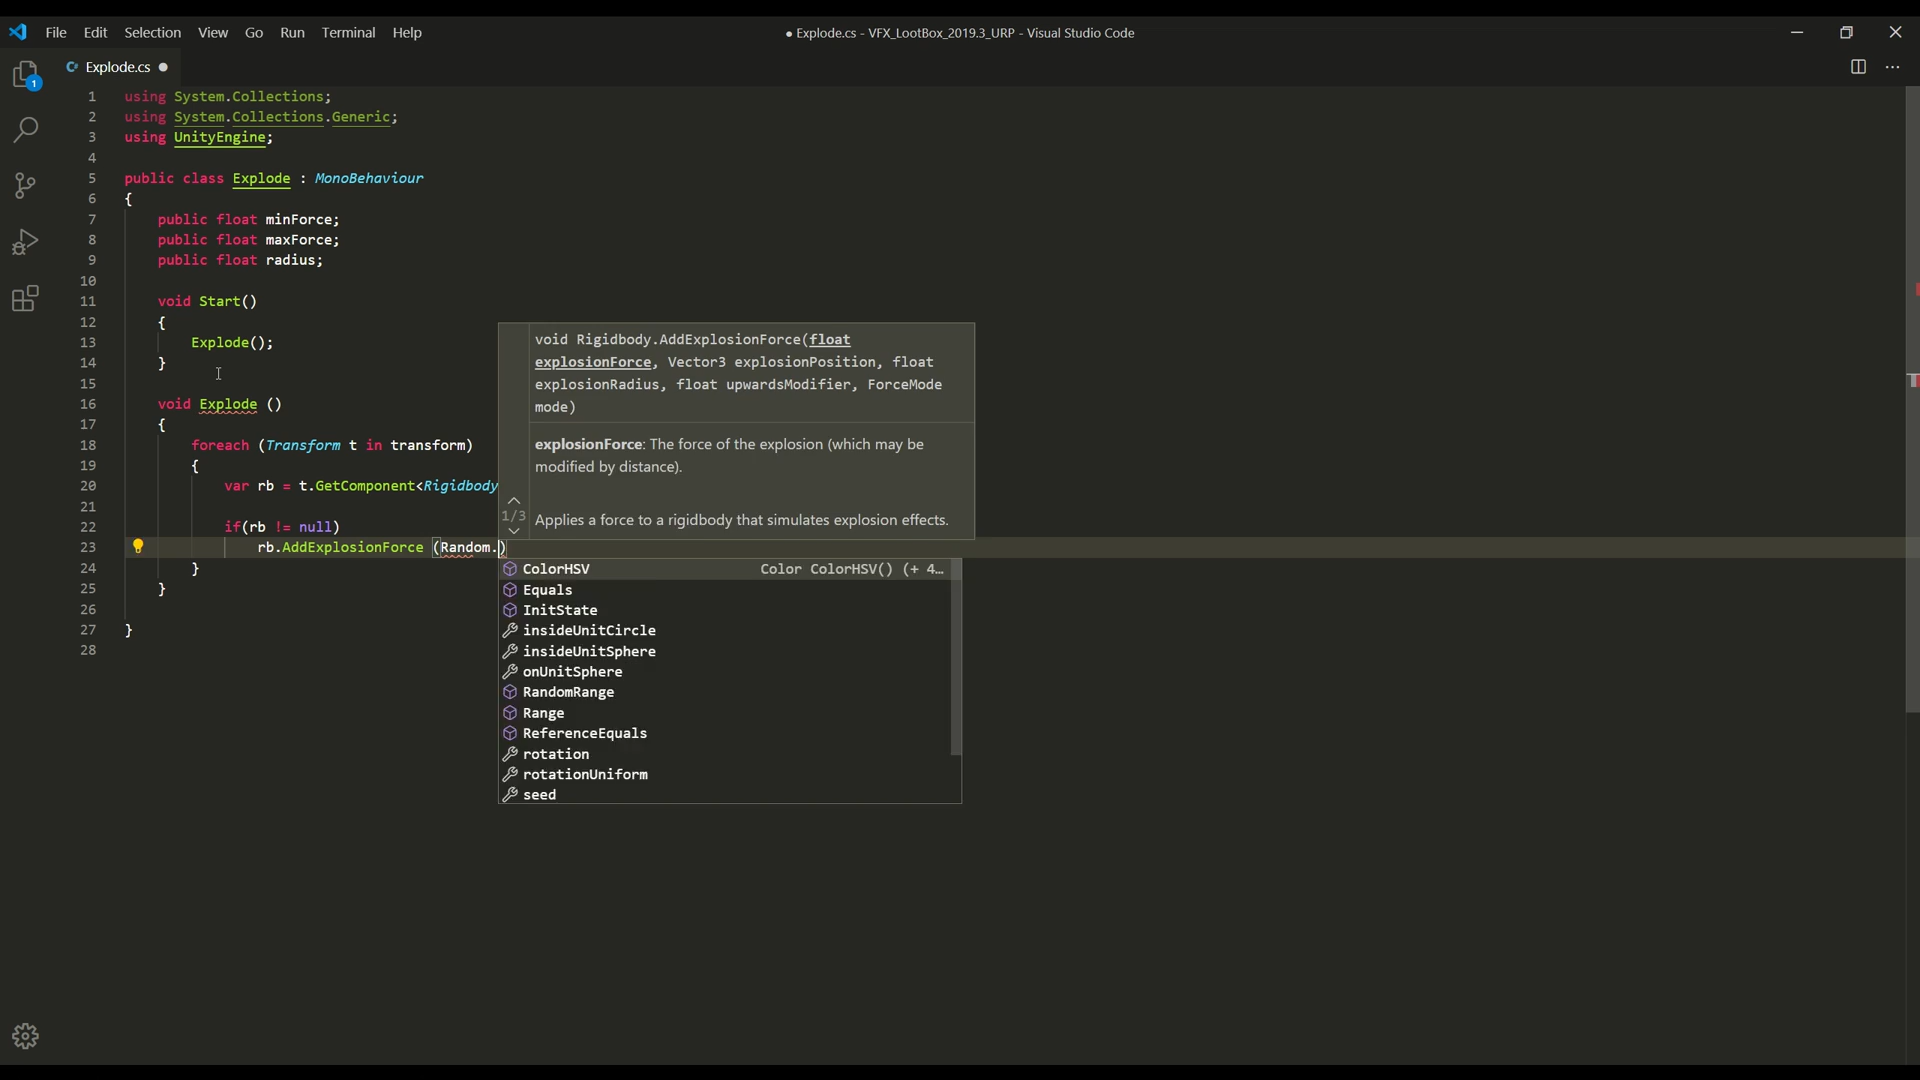 File Edit Selection View Go Run Terminal Help
● Explode.cs - VFX_LootBox_2019.3_URP - Visual Studio Code
Explode.cs ●
1
1 using System.Collections;
2 using System.Collections.Generic;
3 using UnityEngine;
4
5 public class Explode : MonoBehaviour
6 {
7 public float minForce;
8 public float maxForce;
9 public float radius;
10
11 void Start()
12 {
13 Explode();
14 }
15
16 void Explode ()
17 {
18 foreach (Transform t in transform)
19 {
20 var rb = t.GetComponent<Rigidbody
21
22 if(rb != null)
23 rb.AddExplosionForce (Random.)
24 }
25 }
26
27 }
28
void Rigidbody.AddExplosionForce(float
explosionForce, Vector3 explosionPosition, float
explosionRadius, float upwardsModifier, ForceMode
mode)
explosionForce: The force of the explosion (which may be
modified by distance).
1/3
Applies a force to a rigidbody that simulates explosion effects.
ColorHSV Color ColorHSV() (+ 4…
Equals
InitState
insideUnitCircle
insideUnitSphere
onUnitSphere
RandomRange
Range
ReferenceEquals
rotation
rotationUniform
seed